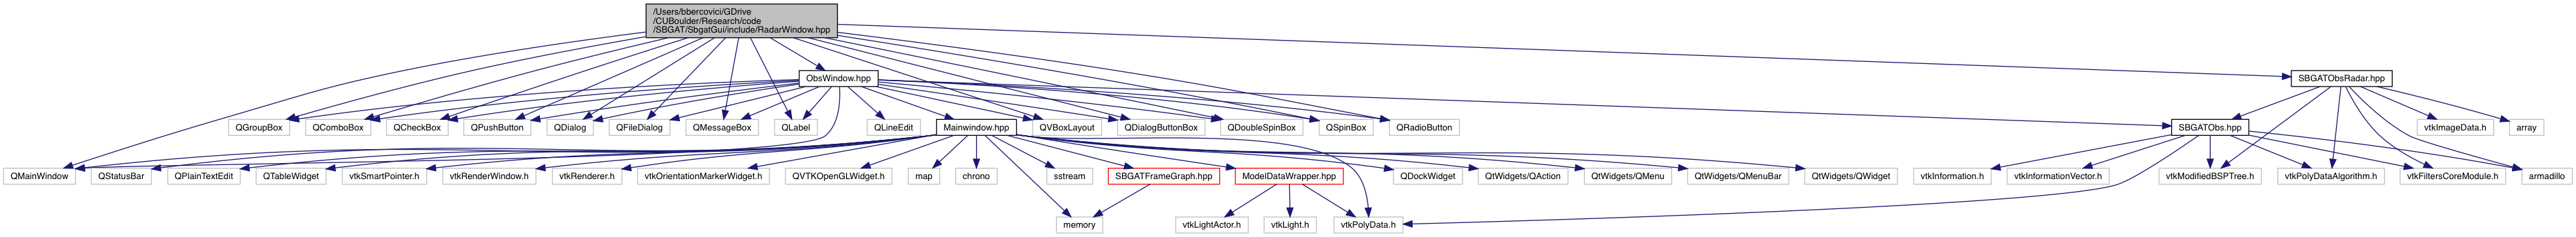 /Users/bbercovici/GDrive
/CUBoulder/Research/code
/SBGAT/SbgatGui/include/RadarWindow.hpp
ObsWindow.hpp
SBGATObsRadar.hpp
QGroupBox
QComboBox
QCheckBox
QPushButton
QDialog
QFileDialog
QMessageBox
QLabel
QLineEdit
Mainwindow.hpp
QVBoxLayout
QDialogButtonBox
QDoubleSpinBox
QSpinBox
QRadioButton
SBGATObs.hpp
vtkImageData.h
array
QMainWindow
QStatusBar
QPlainTextEdit
QTableWidget
vtkSmartPointer.h
vtkRenderWindow.h
vtkRenderer.h
vtkOrientationMarkerWidget.h
QVTKOpenGLWidget.h
map
chrono
sstream
SBGATFrameGraph.hpp
ModelDataWrapper.hpp
QDockWidget
QtWidgets/QAction
QtWidgets/QMenu
QtWidgets/QMenuBar
QtWidgets/QWidget
vtkInformation.h
vtkInformationVector.h
vtkModifiedBSPTree.h
vtkPolyDataAlgorithm.h
vtkFiltersCoreModule.h
armadillo
memory
vtkLightActor.h
vtkLight.h
vtkPolyData.h